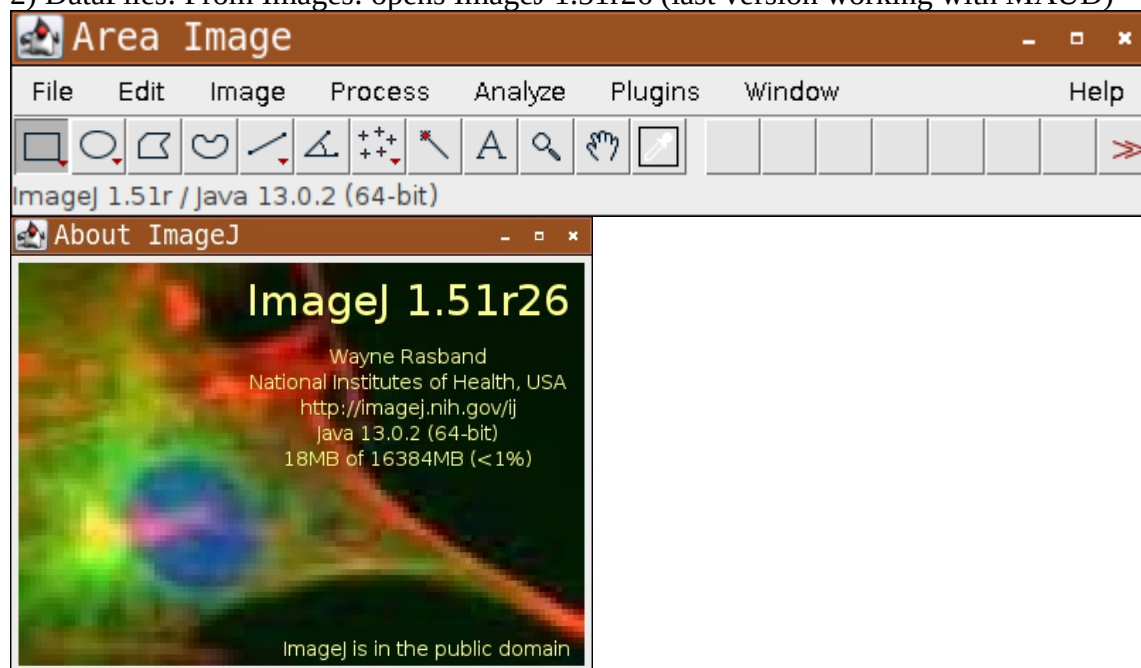 2) DataFiles: From Images: opens ImageJ 1.51r26 (last version working with MAUD)
Area Image
File Edit Image Process Analyze Plugins Window Help
A
ImageJ 1.51r / Java 13.0.2 (64-bit)
About ImageJ
ImageJ 1.51r26
Wayne Rasband
National Institutes of Health, USA
http://imagej.nih.gov/ij
Java 13.0.2 (64-bit)
18MB of 16384MB (<1%)
ImageJ is in the public domain